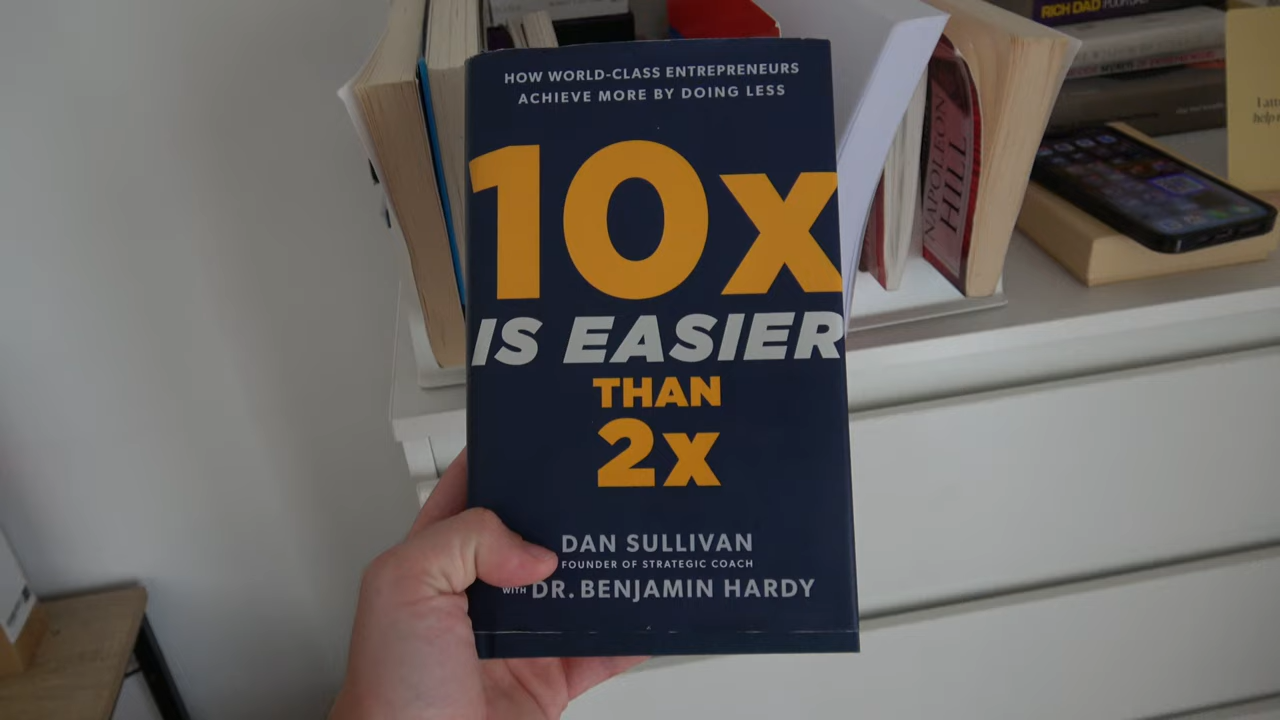 HOW WORLD-CLASS ENTREPRENEURS
ACHIEVE MORE BY DOING LESS
10x
IS EASIER
THAN
2x
DAN SULLIVAN
FOUNDER OF STRATEGIC COACH
WITH DR. BENJAMIN HARDY
NAPOLEON
HILL
RICH DAD
I
help